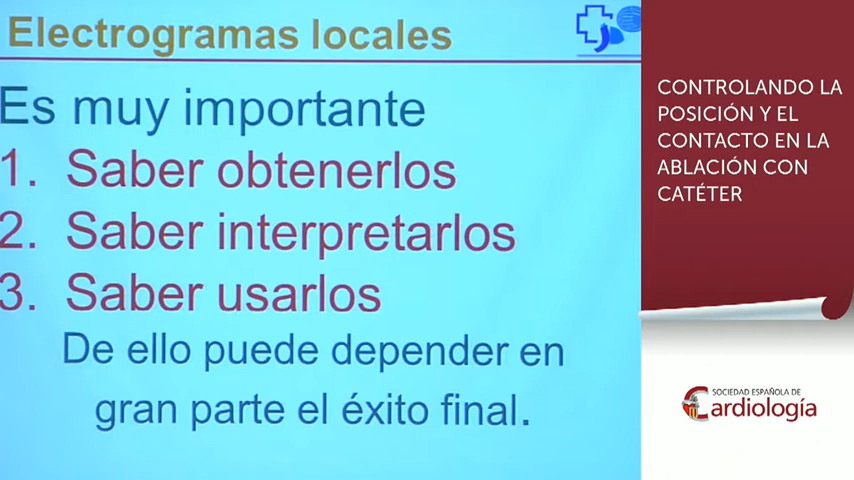 Electrogramas locales
Es muy importante
1. Saber obtenerlos
2. Saber interpretarlos
3. Saber usarlos
De ello puede depender en
gran parte el éxito final.
CONTROLANDO LA
POSICIÓN Y EL
CONTACTO EN LA
ABLACIÓN CON
CATÉTER
SOCIEDAD ESPAÑOLA DE
Cardiología